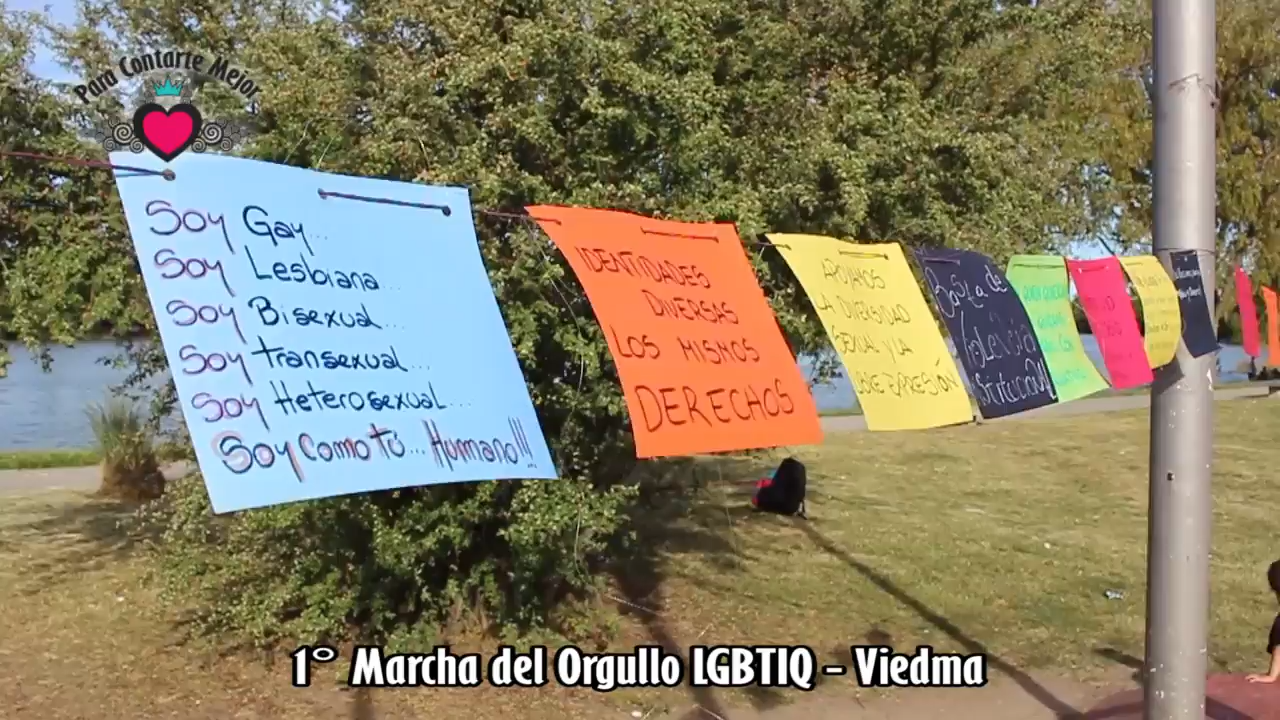 Para Contarte Mejor
Soy Gay...
Soy Lesbiana...
Soy Bisexual...
Soy transexual...
Soy Heterosexual...
Soy Como tú... Humano!!!
IDENTIDADES
DIVERSAS
LOS MISMOS
DERECHOS
APOYAMOS
LA DIVERSIDAD
SEXUAL Y LA
LIBRE EXPRESIÓN
Basta de
Violencia
institucional
1° Marcha del Orgullo LGBTIQ - Viedma